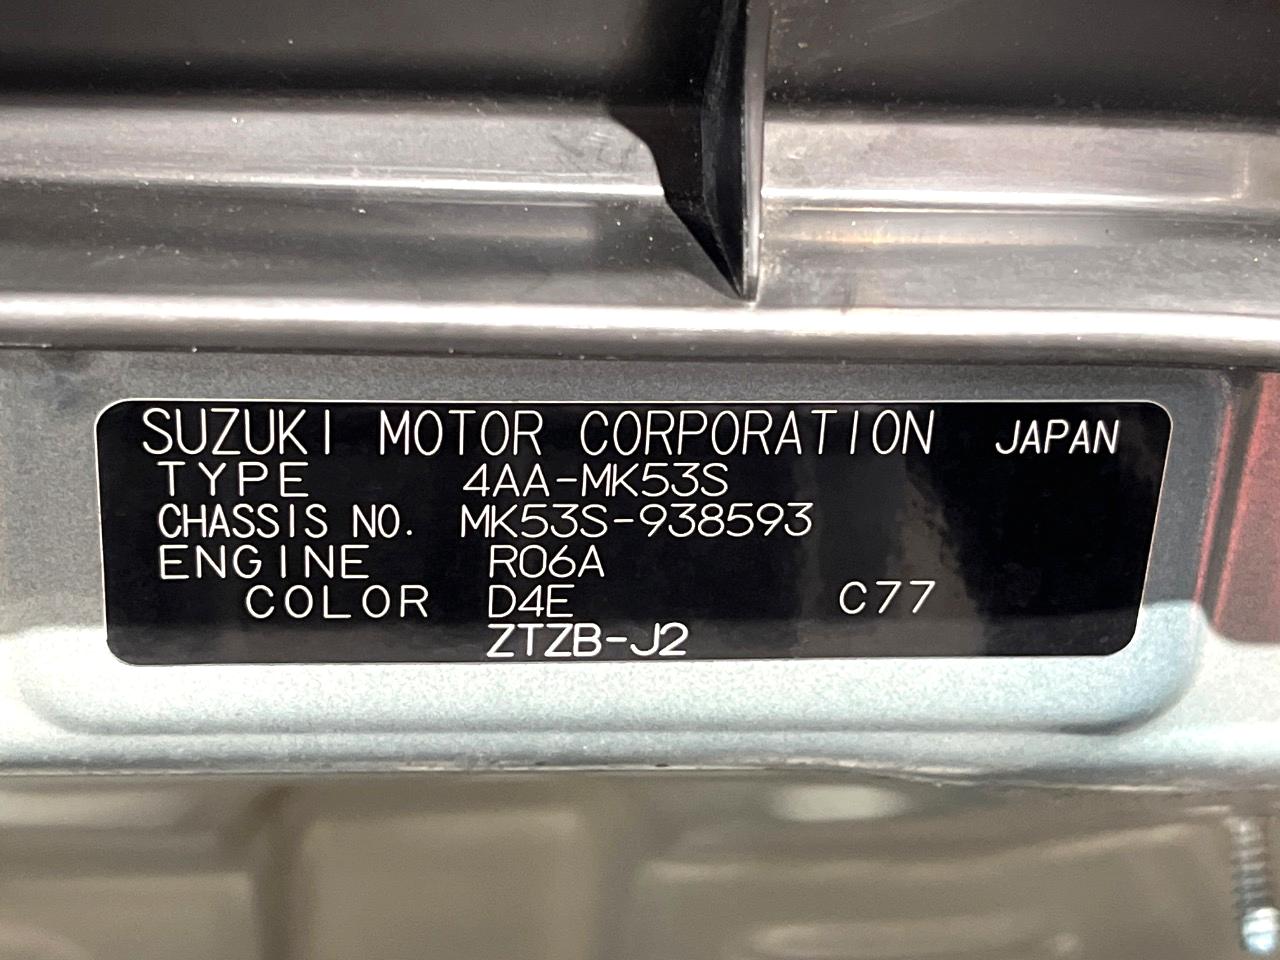 SUZUKI MOTOR CORPORATION JAPAN
TYPE 4AA-MK53S
CHASSIS NO. MK53S-938593
ENGINE R06A
COLOR D4E C77
ZTZB-J2